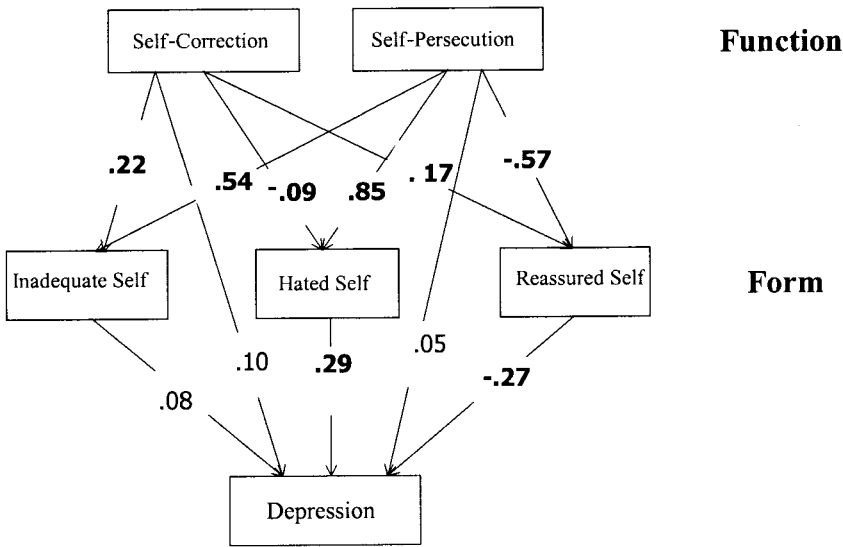 Self-Correction
Self-Persecution
Function
.22
.54
-.09
.85
.17
-.57
Inadequate Self
Hated Self
Reassured Self
Form
.10
.29
.05
.08
-.27
Depression